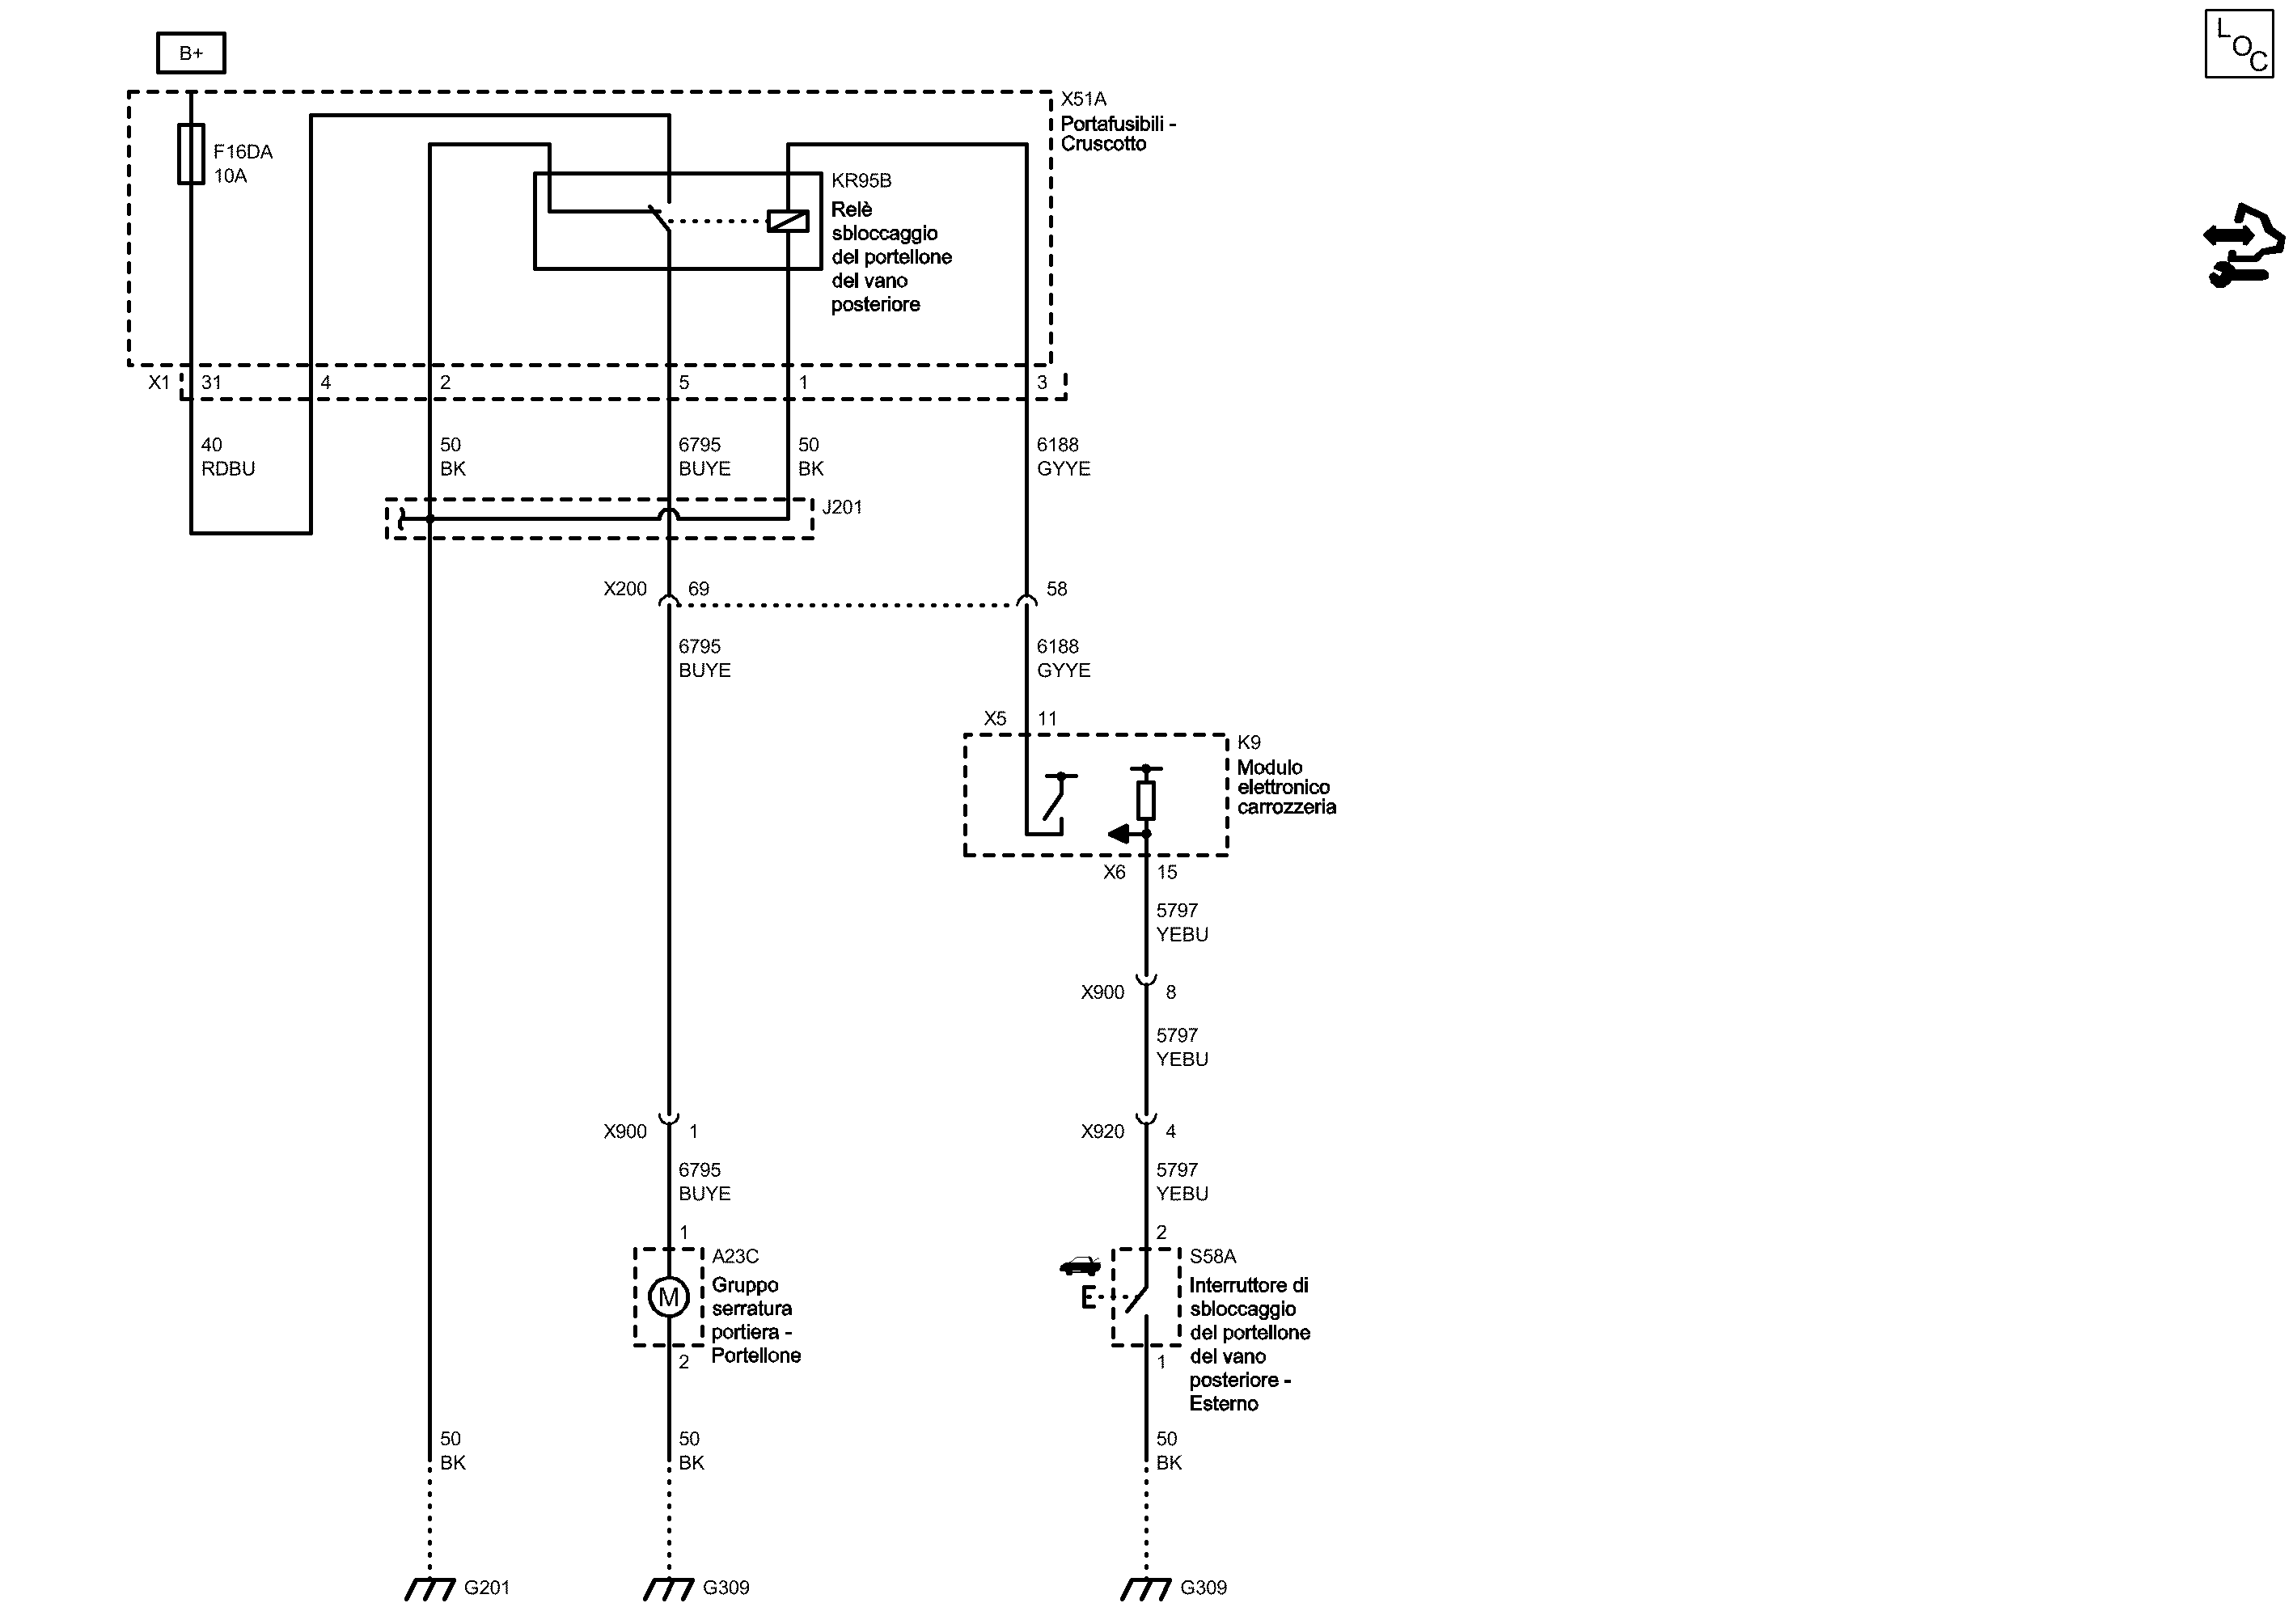 B+
L
O
C
X51A
Portafusibili -
Cruscotto
F16DA
10A
KR95B
Relè
sbloccaggio
del portellone
del vano
posteriore
X1 31 4 2 5 1 3
40 50 6795 50 6188
RDBU BK BUYE BK GYYE
J201
X200 69 58
6795 6188
BUYE GYYE
X5 11
K9
Modulo
elettronico
carrozzeria
X6 15
5797
YEBU
X900 8
5797
YEBU
X900 1 X920 4
6795 5797
BUYE YEBU
1 2
A23C
Gruppo
serratura
portiera -
Portellone
M
2
S58A
Interruttore di
sbloccaggio
del portellone
del vano
posteriore -
Esterno
E
1
50 50 50
BK BK BK
G201 G309 G309